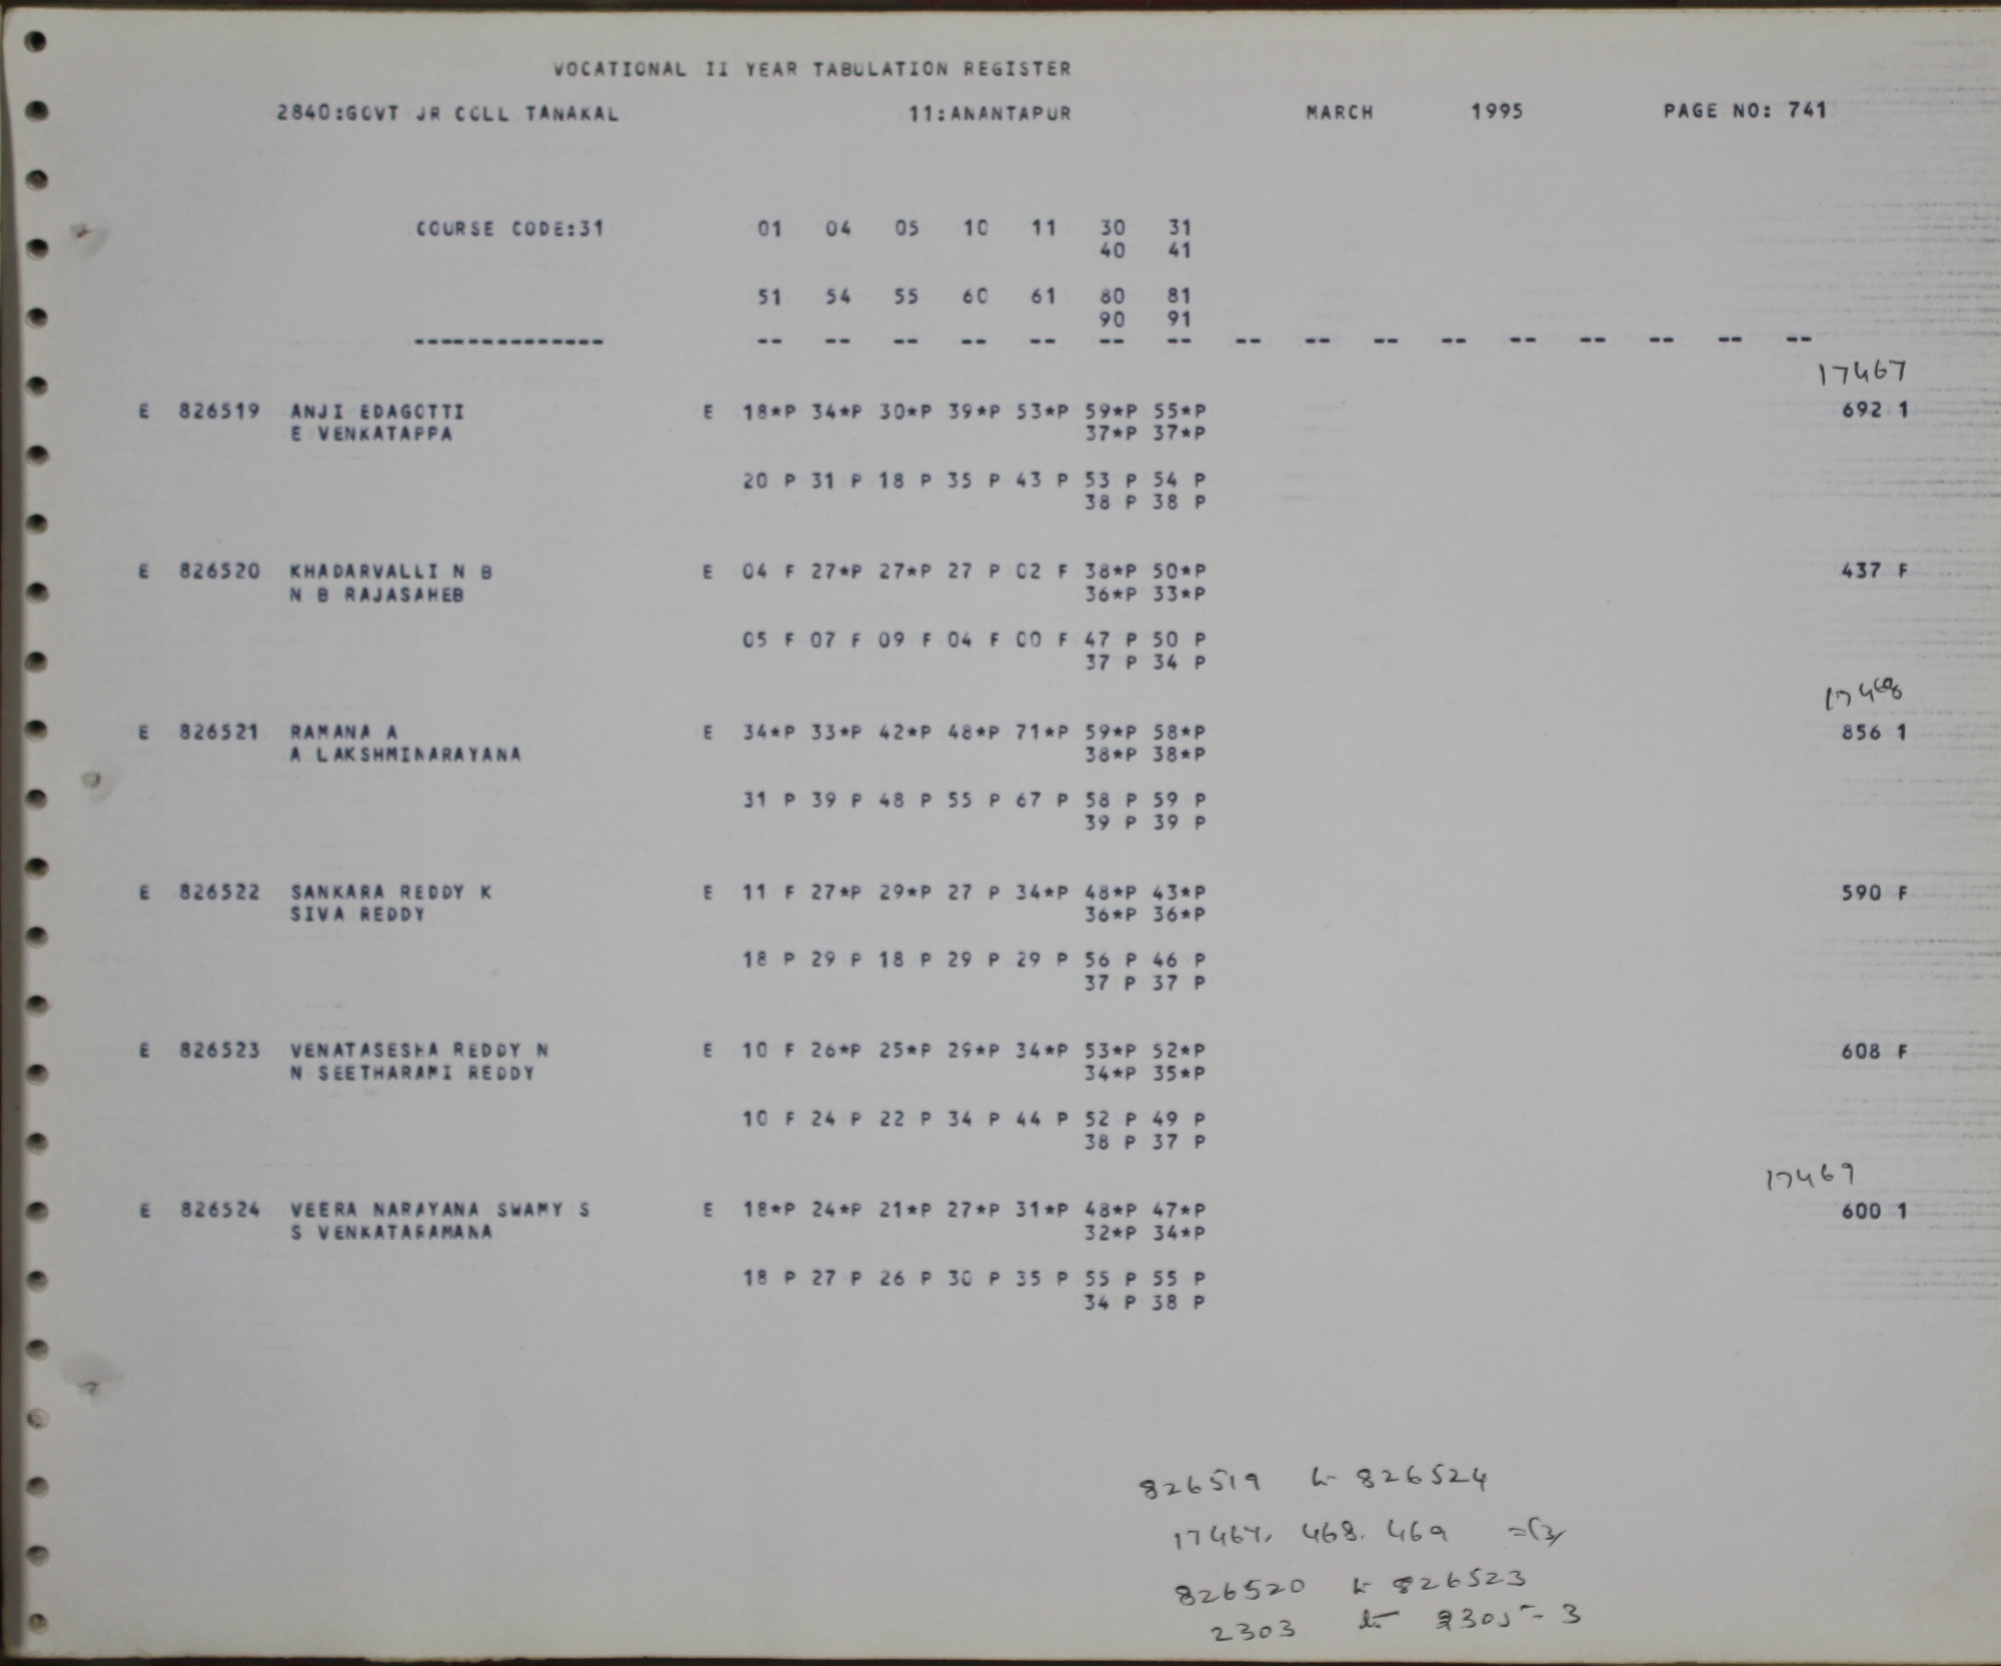 VOCATIONAL II YEAR TABULATION REGISTER
2840:GOVT JR COLL TANAKAL 11:ANANTAPUR MARCH 1995 PAGE NO: 741
COURSE CODE:31 01 04 05 10 11 30 31
40 41
51 54 55 60 61 80 81
90 91
-------------- -- -- -- -- -- -- -- -- -- -- -- -- -- -- -- --
17467
E 826519 ANJI EDAGOTTI E 18*P 34*P 30*P 39*P 53*P 59*P 55*P 692 1
E VENKATAPPA 37*P 37*P
20 P 31 P 18 P 35 P 43 P 53 P 54 P
38 P 38 P
E 826520 KHADARVALLI N B E 04 F 27*P 27*P 27 P 02 F 38*P 50*P 437 F
N B RAJASAHEB 36*P 33*P
05 F 07 F 09 F 04 F 00 F 47 P 50 P
37 P 34 P
17468
E 826521 RAMANA A E 34*P 33*P 42*P 48*P 71*P 59*P 58*P 856 1
A LAKSHMINARAYANA 38*P 38*P
31 P 39 P 48 P 55 P 67 P 58 P 59 P
39 P 39 P
E 826522 SANKARA REDDY K E 11 F 27*P 29*P 27 P 34*P 48*P 43*P 590 F
SIVA REDDY 36*P 36*P
18 P 29 P 18 P 29 P 29 P 56 P 46 P
37 P 37 P
E 826523 VENATASESHA REDDY N E 10 F 26*P 25*P 29*P 34*P 53*P 52*P 608 F
N SEETHARAMI REDDY 34*P 35*P
10 F 24 P 22 P 34 P 44 P 52 P 49 P
38 P 37 P
17469
E 826524 VEERA NARAYANA SWAMY S E 18*P 24*P 21*P 27*P 31*P 48*P 47*P 600 1
S VENKATARAMANA 32*P 34*P
18 P 27 P 26 P 30 P 35 P 55 P 55 P
34 P 38 P
826519 to 826524
17467, 468. 469 =(3)
826520 to 826523
2303 to 2305 - 3